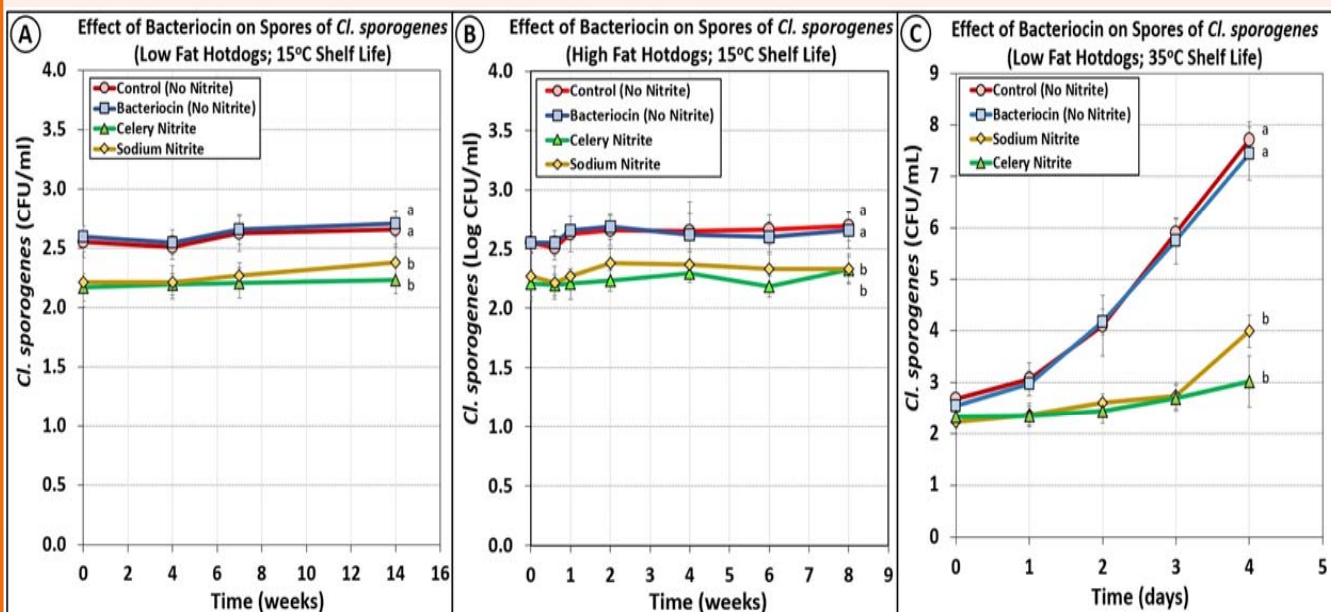 A
Effect of Bacteriocin on Spores of Cl. sporogenes
(Low Fat Hotdogs; 15°C Shelf Life)
4.0
3.5
3.0
2.5
2.0
1.5
1.0
0.5
0.0
Cl. sporogenes (CFU/ml)
Control (No Nitrite)
Bacteriocin (No Nitrite)
Celery Nitrite
Sodium Nitrite
a
a
b
b
0 2 4 6 8 10 12 14 16
Time (weeks)
B
Effect of Bacteriocin on Spores of Cl. sporogenes
(High Fat Hotdogs; 15°C Shelf Life)
4.0
3.5
3.0
2.5
2.0
1.5
1.0
0.5
0.0
Cl. sporogenes (Log CFU/ml)
Control (No Nitrite)
Bacteriocin (No Nitrite)
Celery Nitrite
Sodium Nitrite
a
a
b
b
0 1 2 3 4 5 6 7 8 9
Time (weeks)
C
Effect of Bacteriocin on Spores of Cl. sporogenes
(Low Fat Hotdogs; 35°C Shelf Life)
9
8
7
6
5
4
3
2
1
0
Cl. sporogenes (CFU/mL)
Control (No Nitrite)
Bacteriocin (No Nitrite)
Sodium Nitrite
Celery Nitrite
a
a
b
b
0 1 2 3 4 5
Time (days)